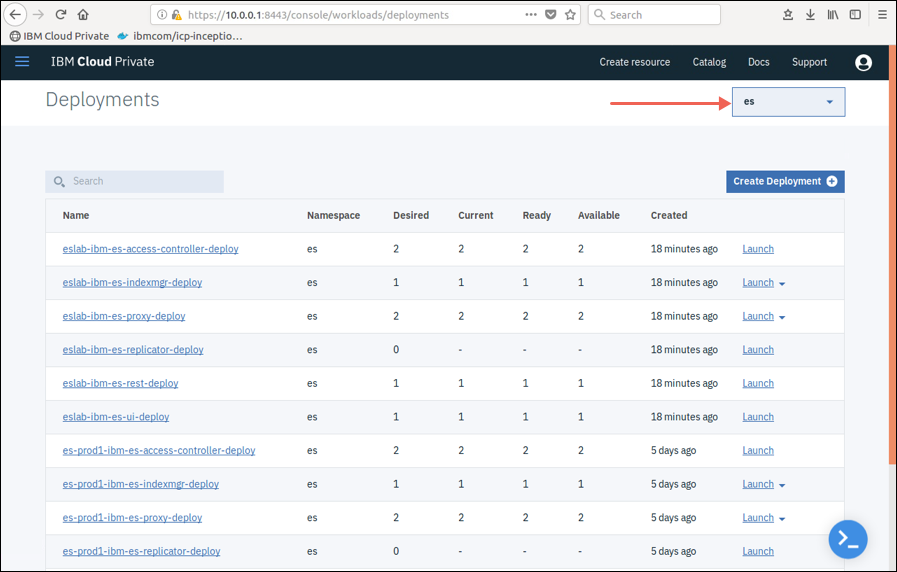 https://10.0.0.1:8443/console/workloads/deployments
Search
IBM Cloud Private
ibmcom/icp-inceptio...
IBM Cloud Private
Create resource
Catalog
Docs
Support
Deployments
es
Search
Create Deployment
Name Namespace Desired Current Ready Available Created
eslab-ibm-es-access-controller-deploy es 2 2 2 2 18 minutes ago Launch
eslab-ibm-es-indexmgr-deploy es 1 1 1 1 18 minutes ago Launch
eslab-ibm-es-proxy-deploy es 2 2 2 2 18 minutes ago Launch
eslab-ibm-es-replicator-deploy es 0 - - - 18 minutes ago Launch
eslab-ibm-es-rest-deploy es 1 1 1 1 18 minutes ago Launch
eslab-ibm-es-ui-deploy es 1 1 1 1 18 minutes ago Launch
es-prod1-ibm-es-access-controller-deploy es 2 2 2 2 5 days ago Launch
es-prod1-ibm-es-indexmgr-deploy es 1 1 1 1 5 days ago Launch
es-prod1-ibm-es-proxy-deploy es 2 2 2 2 5 days ago Launch
es-prod1-ibm-es-replicator-deploy es 0 - - - 5 days ago Launch